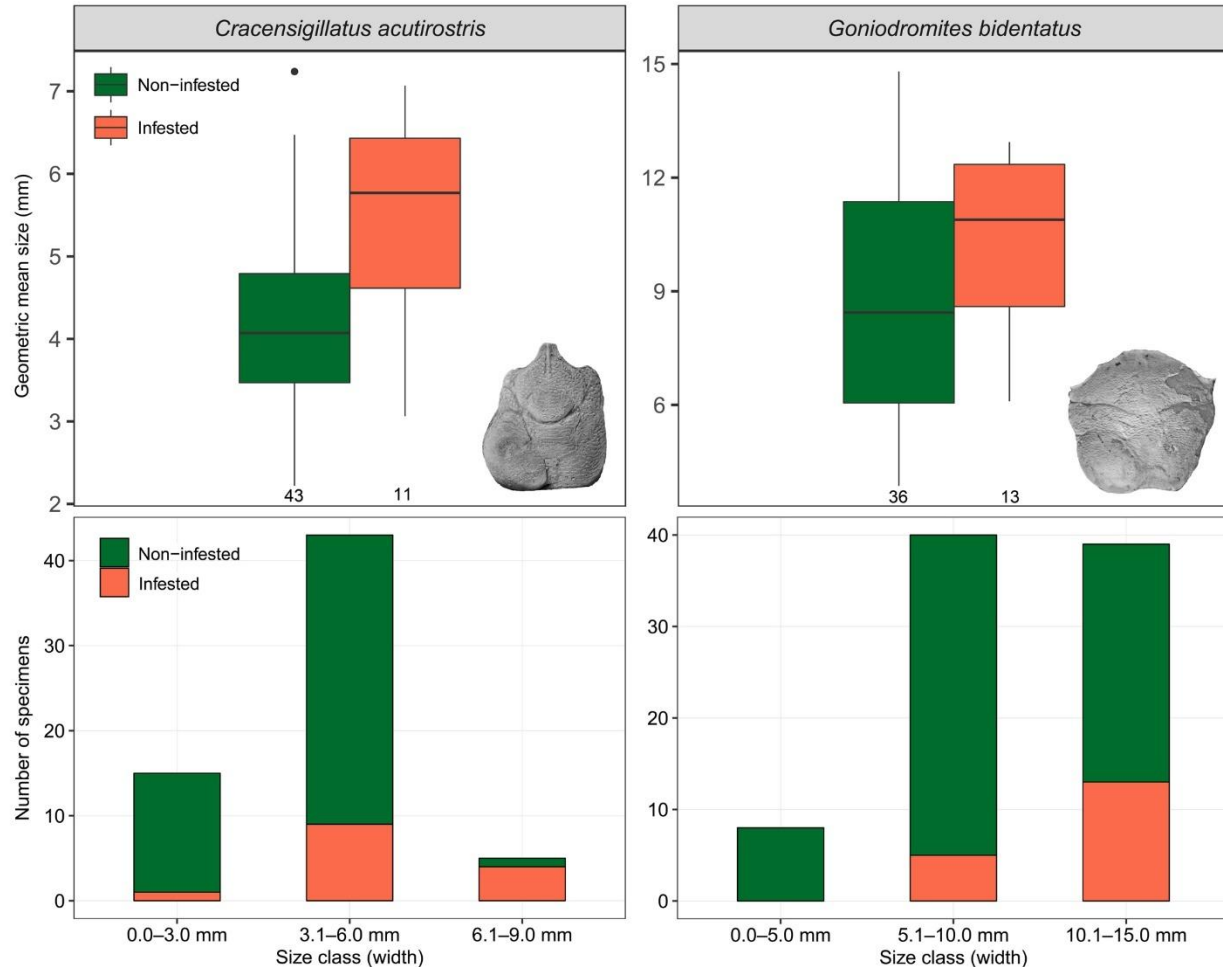 Cracensigillatus acutirostris
Goniodromites bidentatus
Geometric mean size (mm)
7
6
5
4
3
2
Non−infested
Infested
43
11
15
12
9
6
36
13
Number of specimens
40
30
20
10
0
Non−infested
Infested
0.0–3.0 mm
3.1–6.0 mm
6.1–9.0 mm
Size class (width)
40
30
20
10
0
0.0–5.0 mm
5.1–10.0 mm
10.1–15.0 mm
Size class (width)